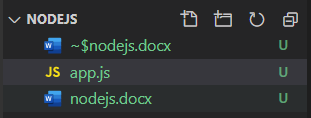 NODEJS
~$nodejs.docx U
JS app.js U
nodejs.docx U